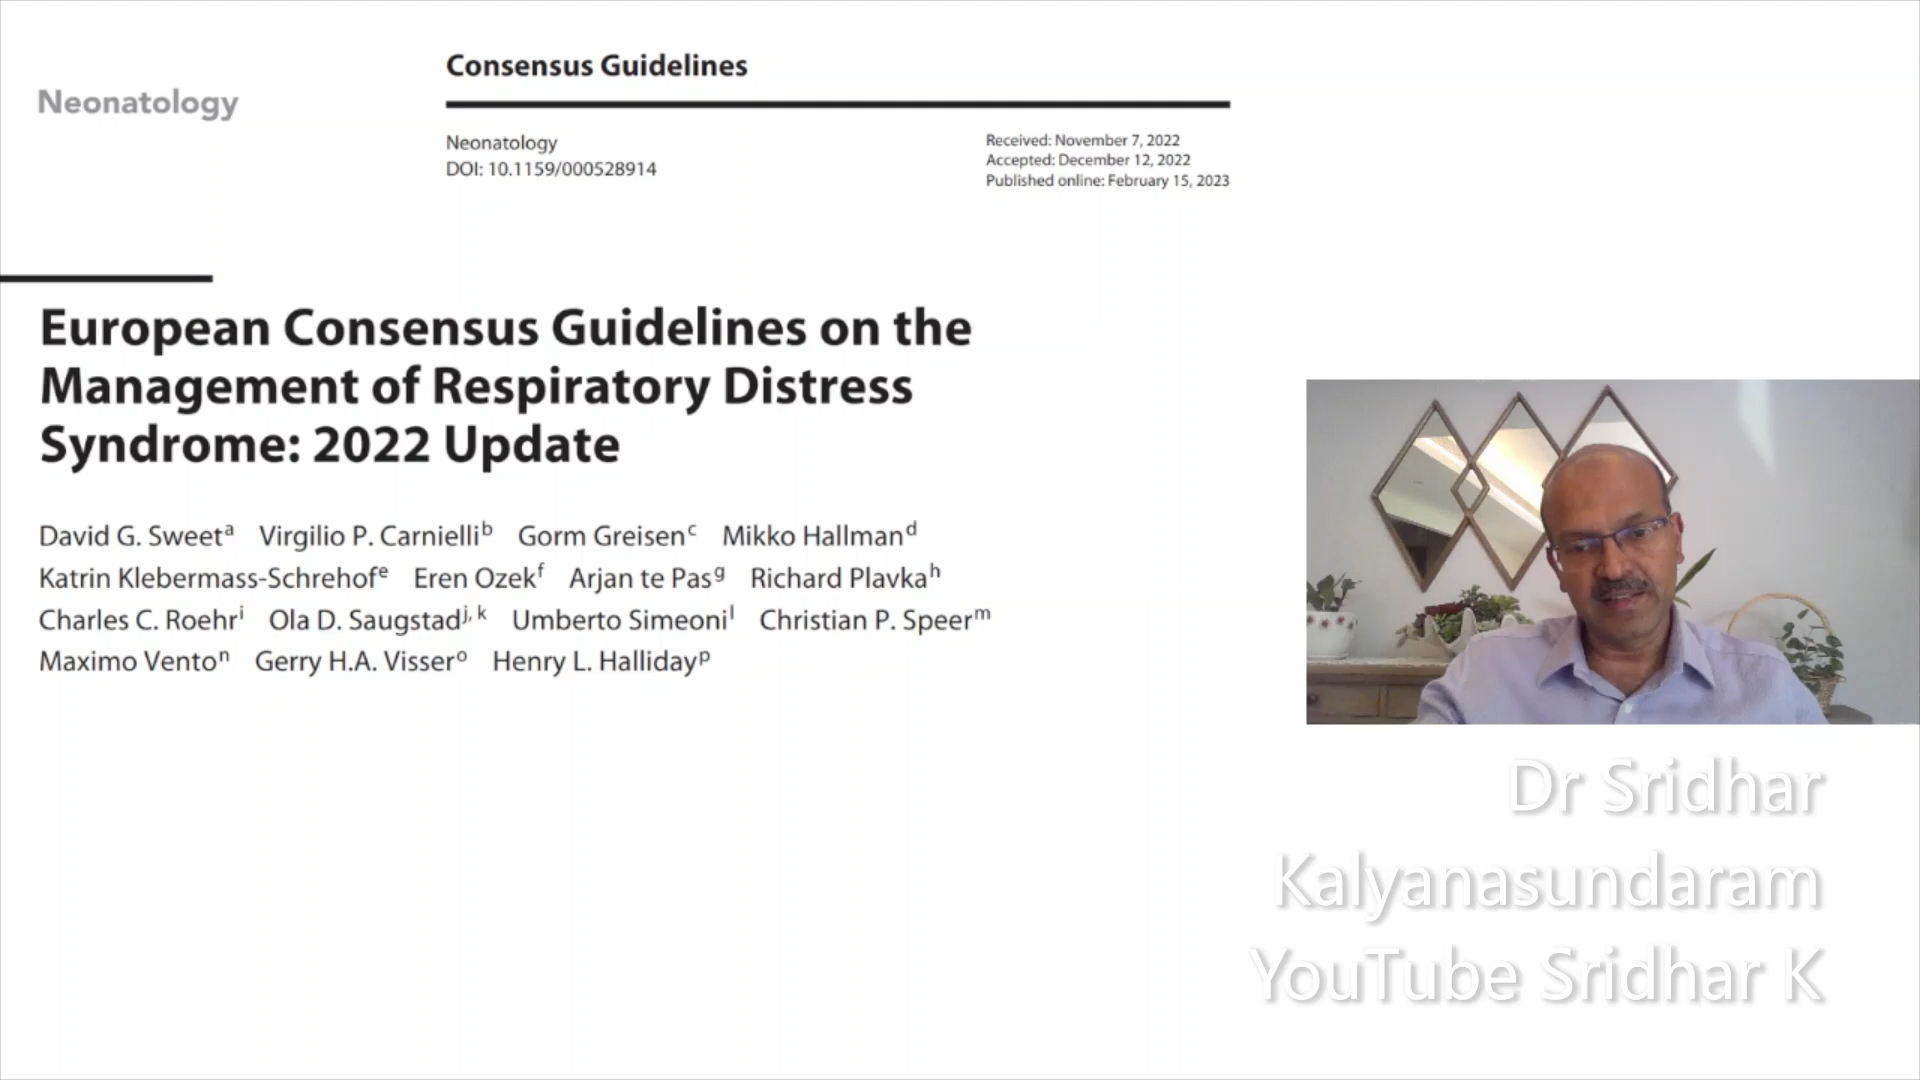 Neonatology
Consensus Guidelines
Neonatology
DOI: 10.1159/000528914
Received: November 7, 2022
Accepted: December 12, 2022
Published online: February 15, 2023
European Consensus Guidelines on the
Management of Respiratory Distress
Syndrome: 2022 Update
David G. Sweetᵃ Virgilio P. Carnielliᵇ Gorm Greisenᶜ Mikko Hallmanᵈ
Katrin Klebermass-Schrehofᵉ Eren Ozekᶠ Arjan te Pasᵍ Richard Plavkaʰ
Charles C. Roehrⁱ Ola D. Saugstadʲ,ᵏ Umberto Simeoniˡ Christian P. Speerᵐ
Maximo Ventoⁿ Gerry H.A. Visserᵒ Henry L. Hallidayᵖ
Dr Sridhar
Kalyanasundaram
YouTube Sridhar K